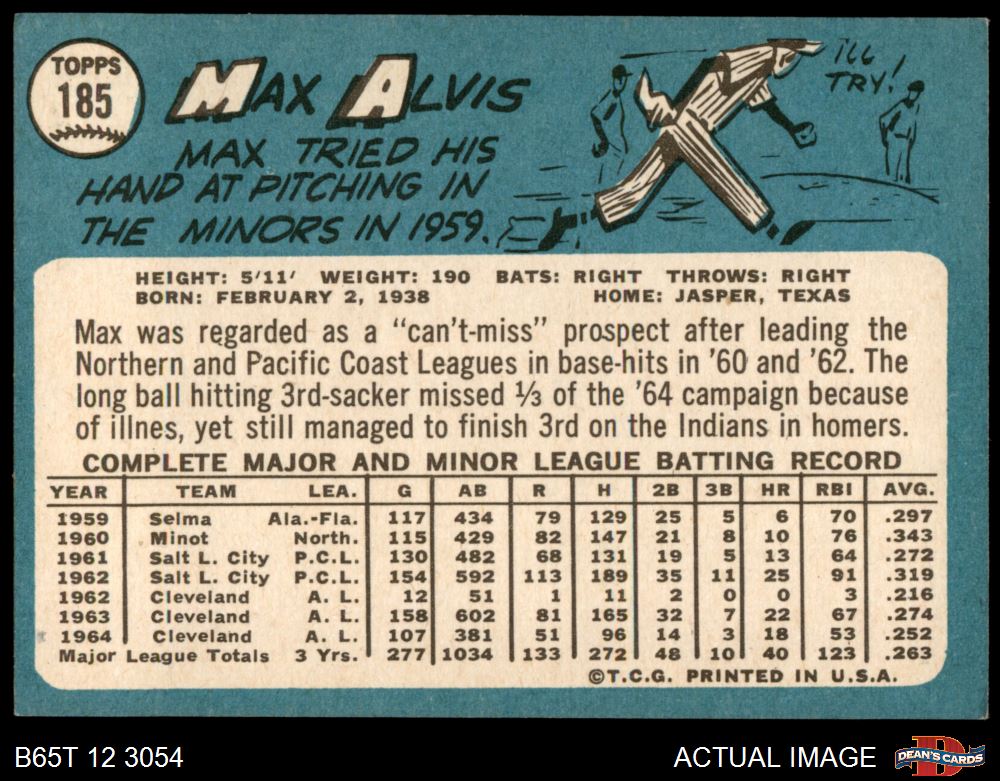 TOPPS
185
MAX ALVIS
MAX TRIED HIS
HAND AT PITCHING IN
THE MINORS IN 1959.
I'LL
TRY!
HEIGHT: 5'11' WEIGHT: 190 BATS: RIGHT THROWS: RIGHT
BORN: FEBRUARY 2, 1938 HOME: JASPER, TEXAS
Max was regarded as a "can't-miss" prospect after leading the
Northern and Pacific Coast Leagues in base-hits in '60 and '62. The
long ball hitting 3rd-sacker missed ⅓ of the '64 campaign because
of illnes, yet still managed to finish 3rd on the Indians in homers.
COMPLETE MAJOR AND MINOR LEAGUE BATTING RECORD
YEAR TEAM LEA. G AB R H 2B 3B HR RBI AVG.
1959 Selma Ala.-Fla. 117 434 79 129 25 5 6 70 .297
1960 Minot North. 115 429 82 147 21 8 10 76 .343
1961 Salt L. City P.C.L. 130 482 68 131 19 5 13 64 .272
1962 Salt L. City P.C.L. 154 592 113 189 35 11 25 91 .319
1962 Cleveland A. L. 12 51 1 11 2 0 0 3 .216
1963 Cleveland A. L. 158 602 81 165 32 7 22 67 .274
1964 Cleveland A. L. 107 381 51 96 14 3 18 53 .252
Major League Totals 3 Yrs. 277 1034 133 272 48 10 40 123 .263
©T.C.G. PRINTED IN U.S.A.
B65T 12 3054
ACTUAL IMAGE
DEAN'S CARDS